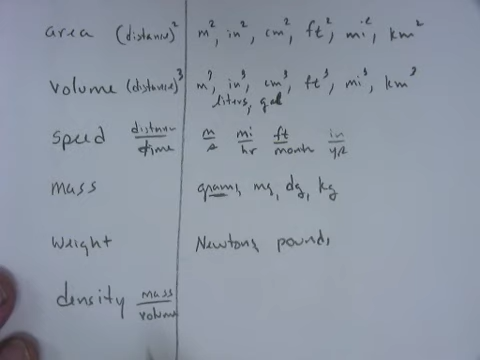 area (distance)² m², in², cm², ft², mi², km²
volume (distance)³ m³, in³, cm³, ft³, mi³, km³
liters, gal
speed distance/time m/s mi/hr ft/month in/yr
mass grams, mg, dg, kg
weight Newtons, pounds
density mass/volume